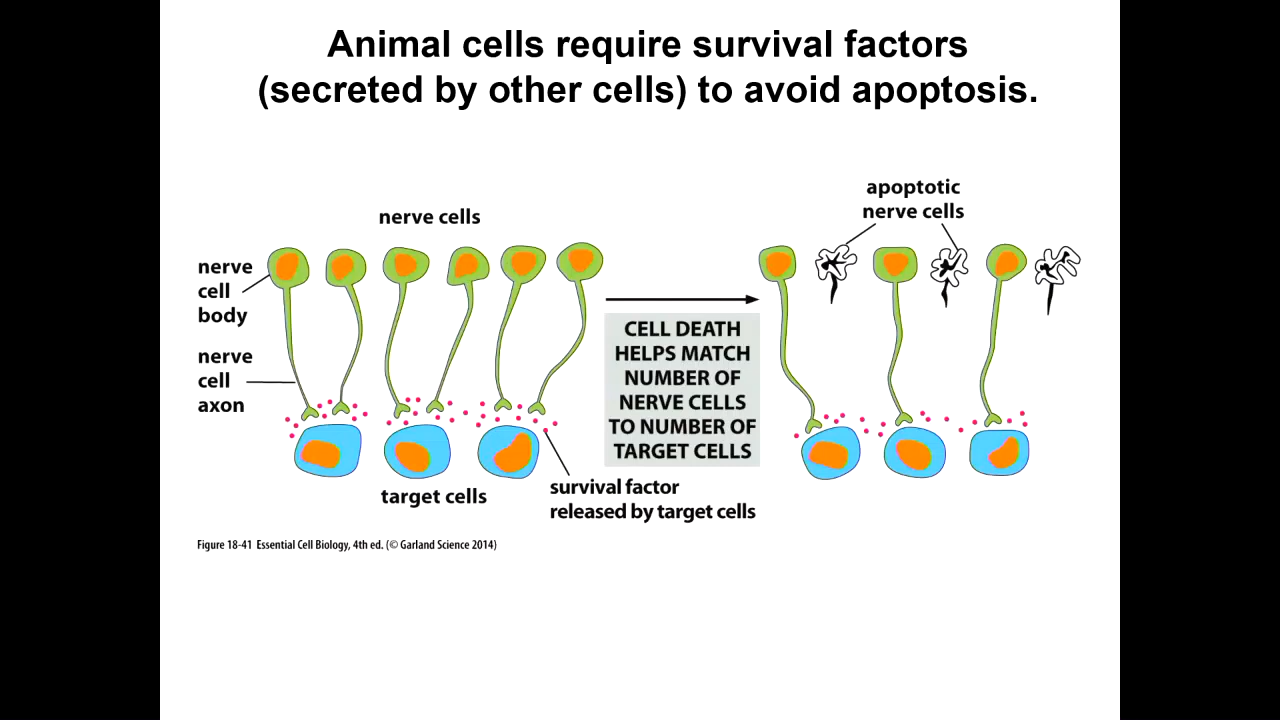 Animal cells require survival factors
(secreted by other cells) to avoid apoptosis.
nerve cells
nerve
cell
body
nerve
cell
axon
target cells
survival factor
released by target cells
CELL DEATH
HELPS MATCH
NUMBER OF
NERVE CELLS
TO NUMBER OF
TARGET CELLS
apoptotic
nerve cells
Figure 18-41 Essential Cell Biology, 4th ed. (© Garland Science 2014)